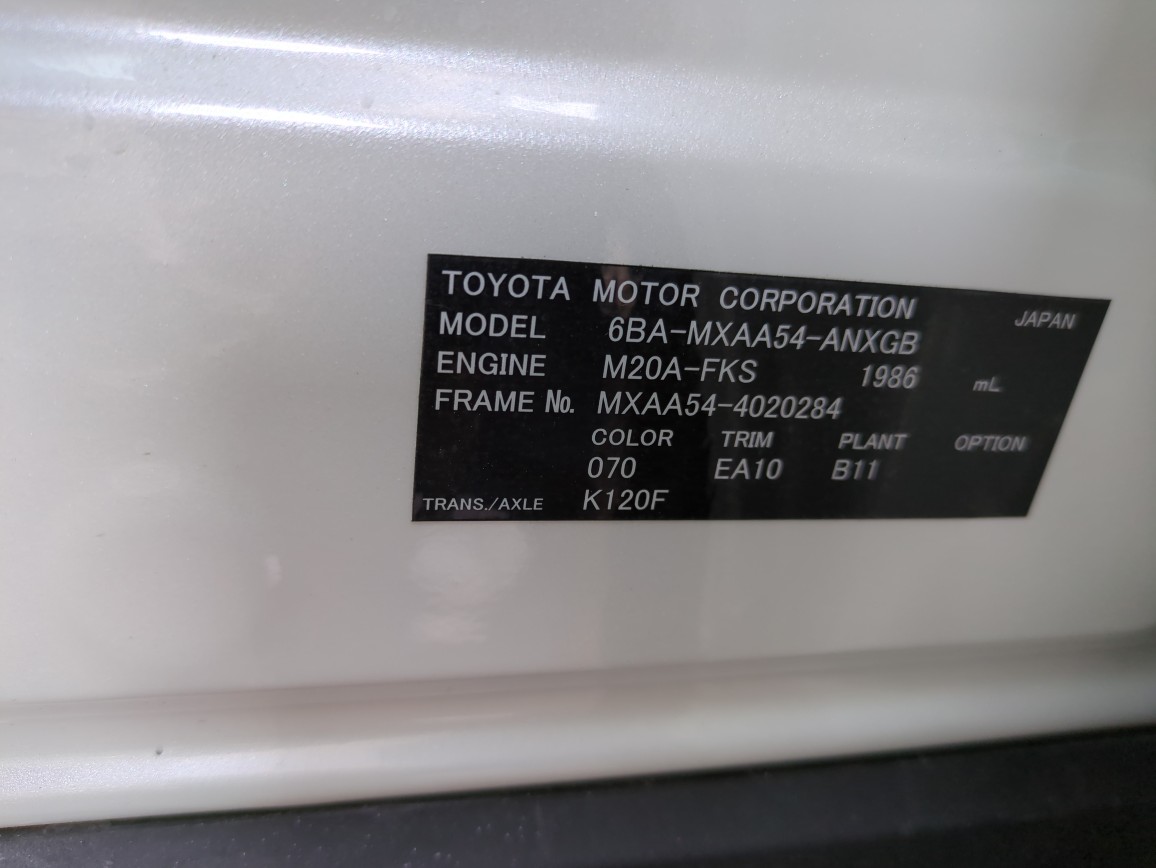 TOYOTA MOTOR CORPORATION JAPAN
MODEL 6BA-MXAA54-ANXGB
ENGINE M20A-FKS 1986 mL
FRAME No. MXAA54-4020284
COLOR TRIM PLANT OPTION
070 EA10 B11
TRANS./AXLE K120F